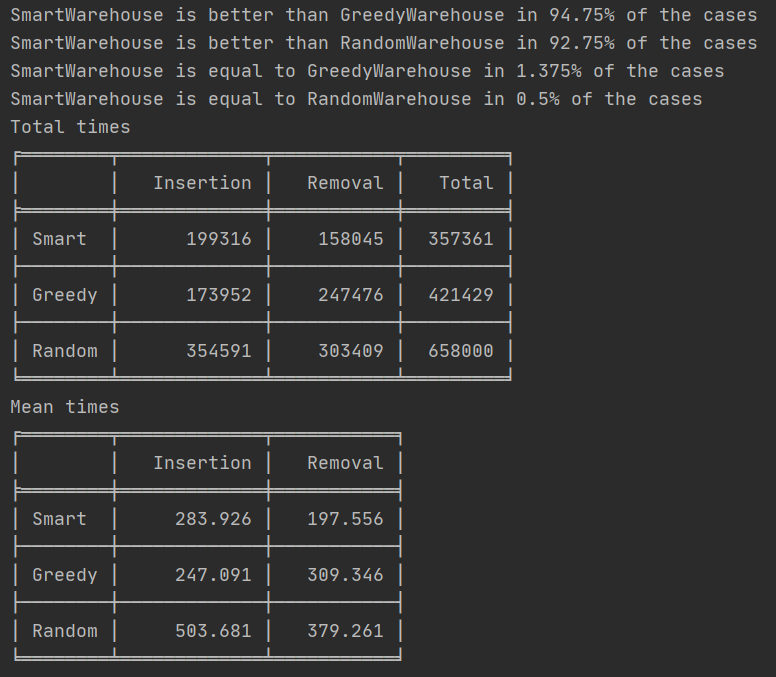 SmartWarehouse is better than GreedyWarehouse in 94.75% of the cases
SmartWarehouse is better than RandomWarehouse in 92.75% of the cases
SmartWarehouse is equal to GreedyWarehouse in 1.375% of the cases
SmartWarehouse is equal to RandomWarehouse in 0.5% of the cases
Total times
Insertion Removal Total
Smart 199316 158045 357361
Greedy 173952 247476 421429
Random 354591 303409 658000
Mean times
Insertion Removal
Smart 283.926 197.556
Greedy 247.091 309.346
Random 503.681 379.261